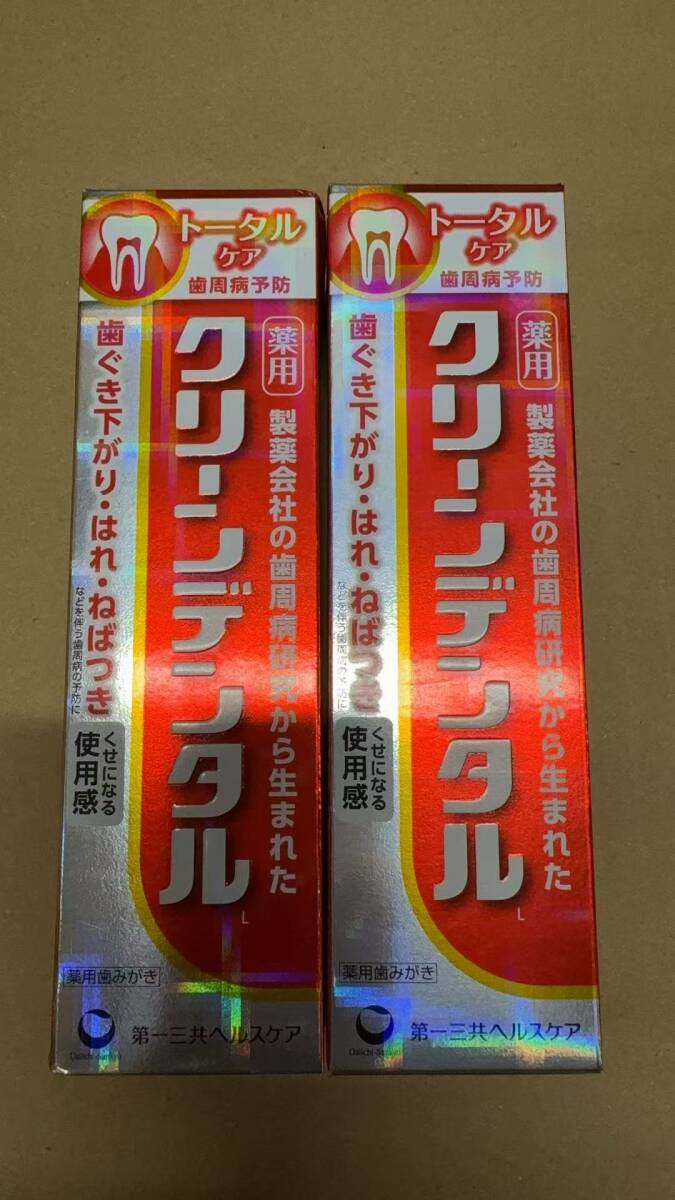 トータル
ケア
歯周病予防
薬用
製薬会社の歯周病研究から生まれた
クリーンデンタル
L
歯ぐき下がり・はれ・ねばつき
などを伴う歯周病の予防に
くせになる
使用感
薬用歯みがき
第一三共ヘルスケア
Daiichi-Sankyo
トータル
ケア
歯周病予防
薬用
製薬会社の歯周病研究から生まれた
クリーンデンタル
L
歯ぐき下がり・はれ・ねばつき
などを伴う歯周病の予防に
くせになる
使用感
薬用歯みがき
第一三共ヘルスケア
Daiichi-Sankyo